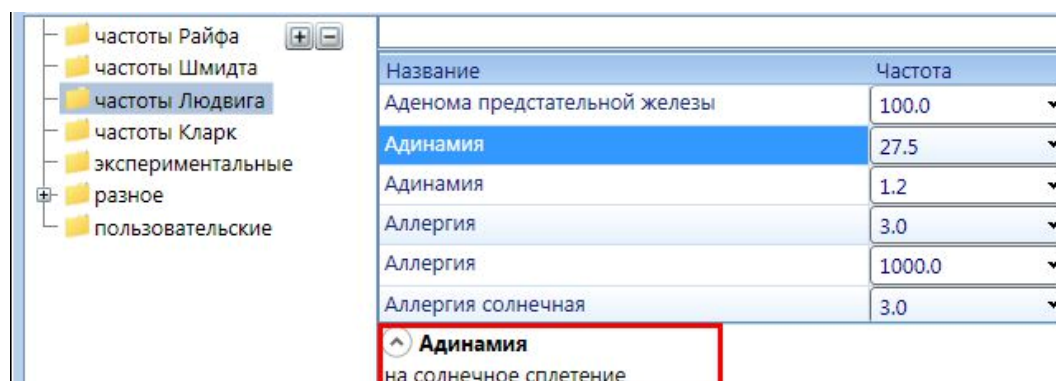 частоты Райфа
частоты Шмидта
частоты Людвига
частоты Кларк
экспериментальные
разное
пользовательские
Название Частота
Аденома предстательной железы 100.0
Адинамия 27.5
Адинамия 1.2
Аллергия 3.0
Аллергия 1000.0
Аллергия солнечная 3.0
Адинамия
на солнечное сплетение